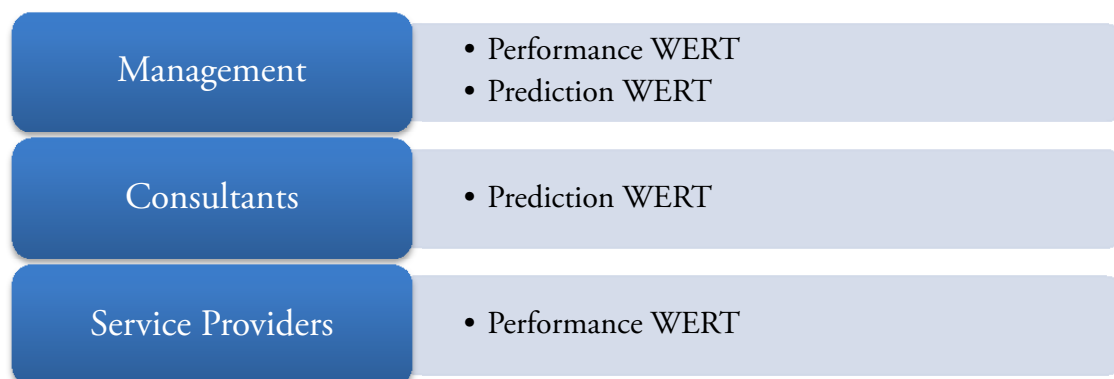 Management
• Performance WERT
• Prediction WERT
Consultants
• Prediction WERT
Service Providers
• Performance WERT